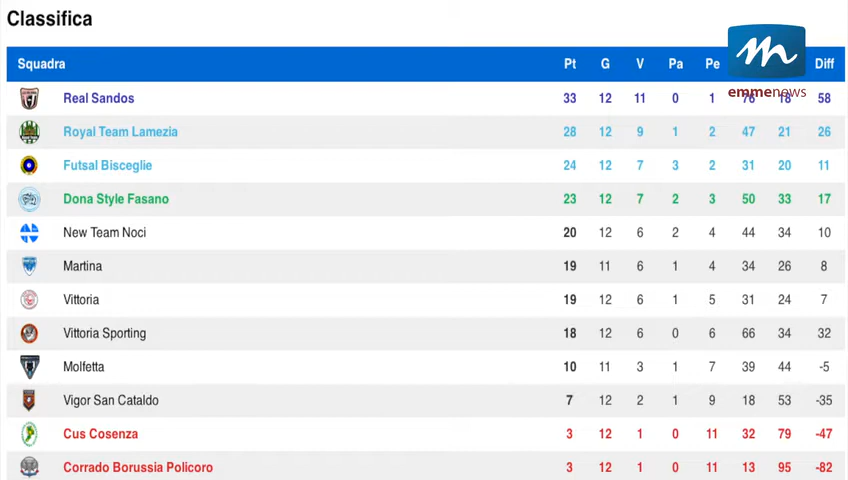 Classifica
Squadra Pt G V Pa Pe Diff
emmenews
Real Sandos 33 12 11 0 1 76 18 58
Royal Team Lamezia 28 12 9 1 2 47 21 26
Futsal Bisceglie 24 12 7 3 2 31 20 11
Dona Style Fasano 23 12 7 2 3 50 33 17
New Team Noci 20 12 6 2 4 44 34 10
Martina 19 11 6 1 4 34 26 8
Vittoria 19 12 6 1 5 31 24 7
Vittoria Sporting 18 12 6 0 6 66 34 32
Molfetta 10 11 3 1 7 39 44 -5
Vigor San Cataldo 7 12 2 1 9 18 53 -35
Cus Cosenza 3 12 1 0 11 32 79 -47
Corrado Borussia Policoro 3 12 1 0 11 13 95 -82